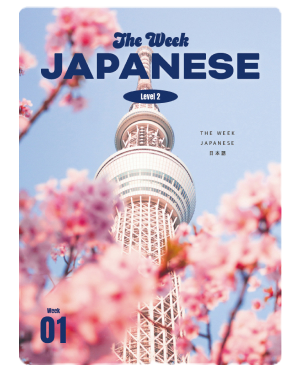 The Week
JAPANESE
Level 2
THE WEEK
JAPANESE
日本語
Week
01